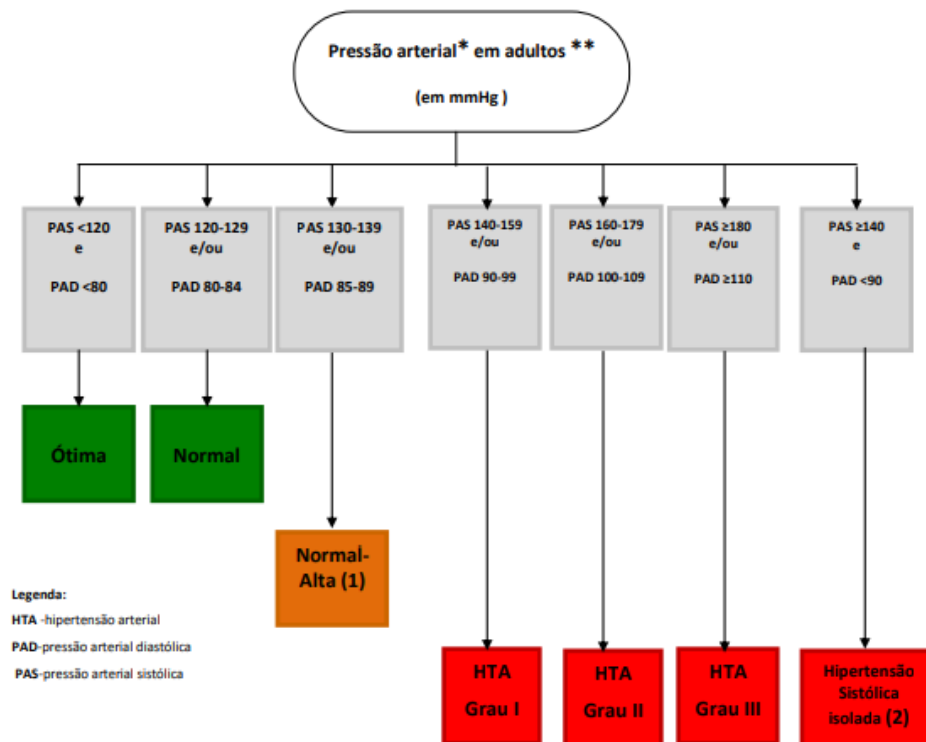 Pressão arterial* em adultos **
(em mmHg )
PAS <120
e
PAD <80
PAS 120-129
e/ou
PAD 80-84
PAS 130-139
e/ou
PAD 85-89
PAS 140-159
e/ou
PAD 90-99
PAS 160-179
e/ou
PAD 100-109
PAS ≥180
e/ou
PAD ≥110
PAS ≥140
e
PAD <90
Ótima
Normal
Normal-
Alta (1)
Legenda:
HTA -hipertensão arterial
PAD-pressão arterial diastólica
PAS-pressão arterial sistólica
HTA
Grau I
HTA
Grau II
HTA
Grau III
Hipertensão
Sistólica
isolada (2)